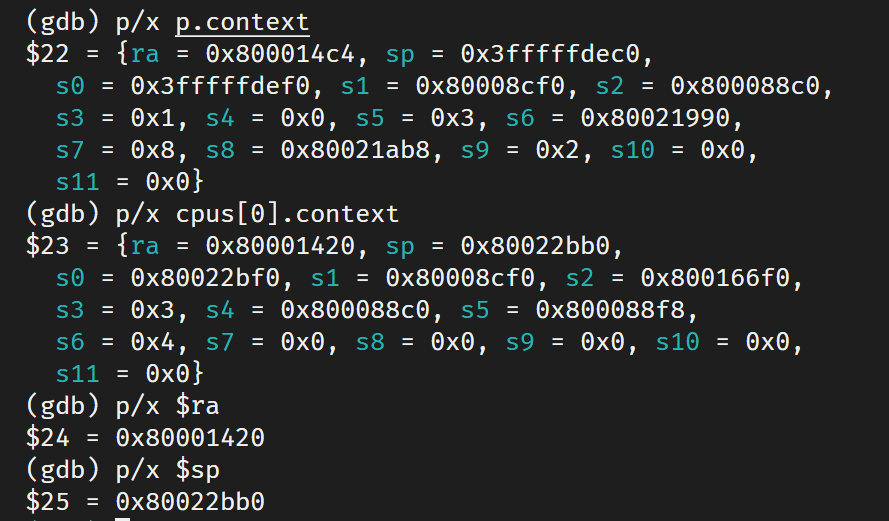 (gdb) p/x p.context
$22 = {ra = 0x800014c4, sp = 0x3fffffdec0,
  s0 = 0x3fffffdef0, s1 = 0x80008cf0, s2 = 0x800088c0,
  s3 = 0x1, s4 = 0x0, s5 = 0x3, s6 = 0x80021990,
  s7 = 0x8, s8 = 0x80021ab8, s9 = 0x2, s10 = 0x0,
  s11 = 0x0}
(gdb) p/x cpus[0].context
$23 = {ra = 0x80001420, sp = 0x80022bb0,
  s0 = 0x80022bf0, s1 = 0x80008cf0, s2 = 0x800166f0,
  s3 = 0x3, s4 = 0x800088c0, s5 = 0x800088f8,
  s6 = 0x4, s7 = 0x0, s8 = 0x0, s9 = 0x0, s10 = 0x0,
  s11 = 0x0}
(gdb) p/x $ra
$24 = 0x80001420
(gdb) p/x $sp
$25 = 0x80022bb0